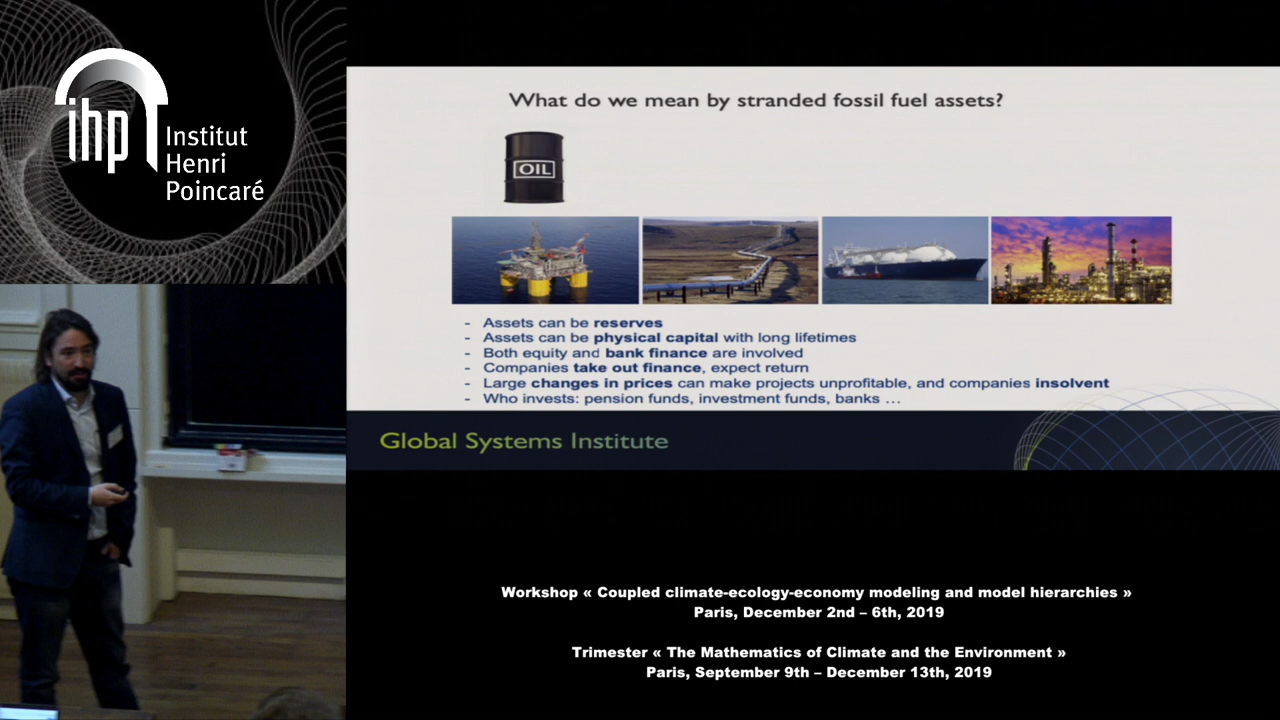 ihp
Institut
Henri
Poincaré
What do we mean by stranded fossil fuel assets?
OIL
- Assets can be reserves
- Assets can be physical capital with long lifetimes
- Both equity and bank finance are involved
- Companies take out finance, expect return
- Large changes in prices can make projects unprofitable, and companies insolvent
- Who invests: pension funds, investment funds, banks …
Global Systems Institute
Workshop « Coupled climate-ecology-economy modeling and model hierarchies »
Paris, December 2nd – 6th, 2019
Trimester « The Mathematics of Climate and the Environment »
Paris, September 9th – December 13th, 2019